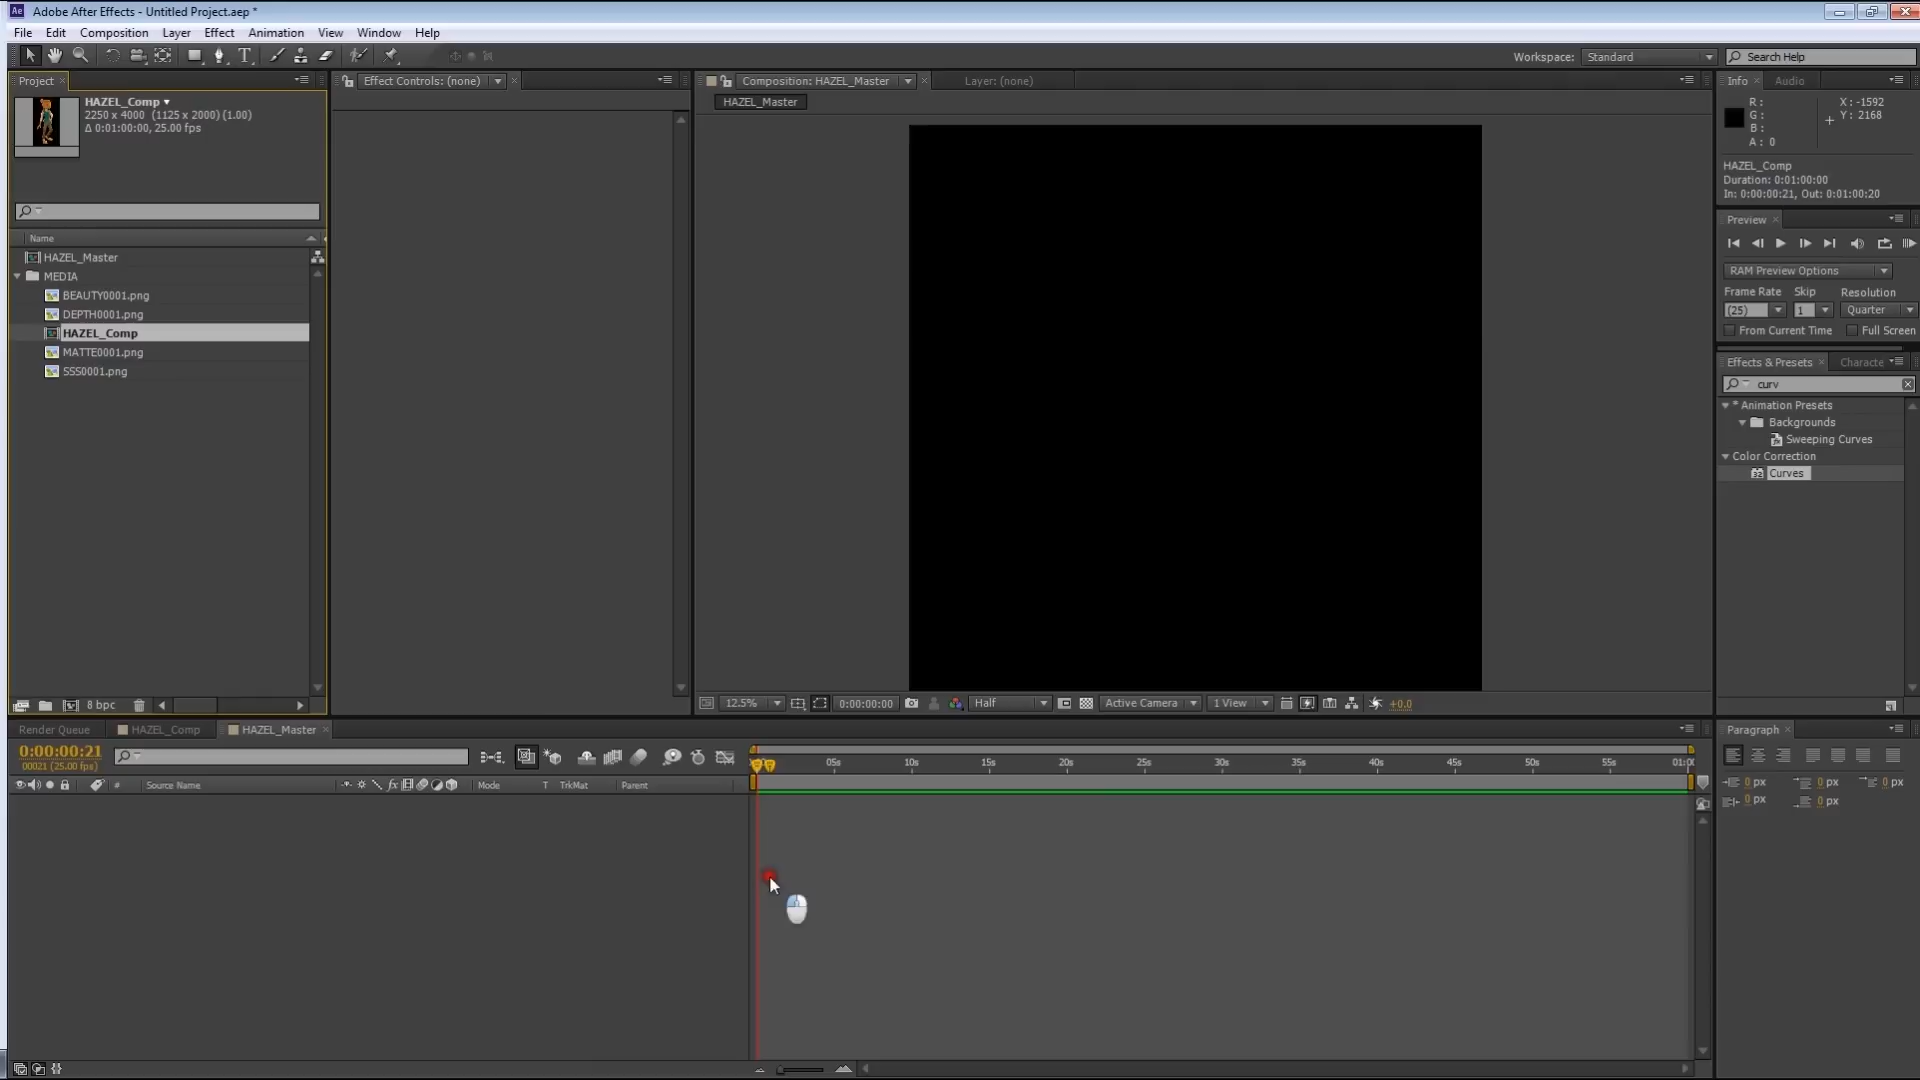 Ae Adobe After Effects - Untitled Project.aep *
File Edit Composition Layer Effect Animation View Window Help
T Workspace: Standard Search Help
Project
HAZEL_Comp
2250 x 4000 (1125 x 2000) (1.00)
Δ 0:01:00:00, 25.00 fps
Name
HAZEL_Master
MEDIA
BEAUTY0001.png
DEPTH0001.png
HAZEL_Comp
MATTE0001.png
SSS0001.png
8 bpc
Effect Controls: (none)
Composition: HAZEL_Master Layer: (none)
HAZEL_Master
12.5% 0:00:00:00 Half Active Camera 1 View +0.0
Info Audio
R :
G :
B :
A : 0
X : -1592
Y : 2168
HAZEL_Comp
Duration: 0:01:00:00
In: 0:00:00:21, Out: 0:01:00:20
Preview
RAM Preview Options
Frame Rate Skip Resolution
(25) 1 Quarter
From Current Time Full Screen
Effects & Presets Characte
curv
* Animation Presets
Backgrounds
Sweeping Curves
Color Correction
32 Curves
Render Queue HAZEL_Comp HAZEL_Master
0:00:00:21
00021 (25.00 fps)
# Source Name fx Mode T TrkMat Parent
05s 10s 15s 20s 25s 30s 35s 40s 45s 50s 55s 01:00
Paragraph
0 px 0 px 0 px
0 px 0 px